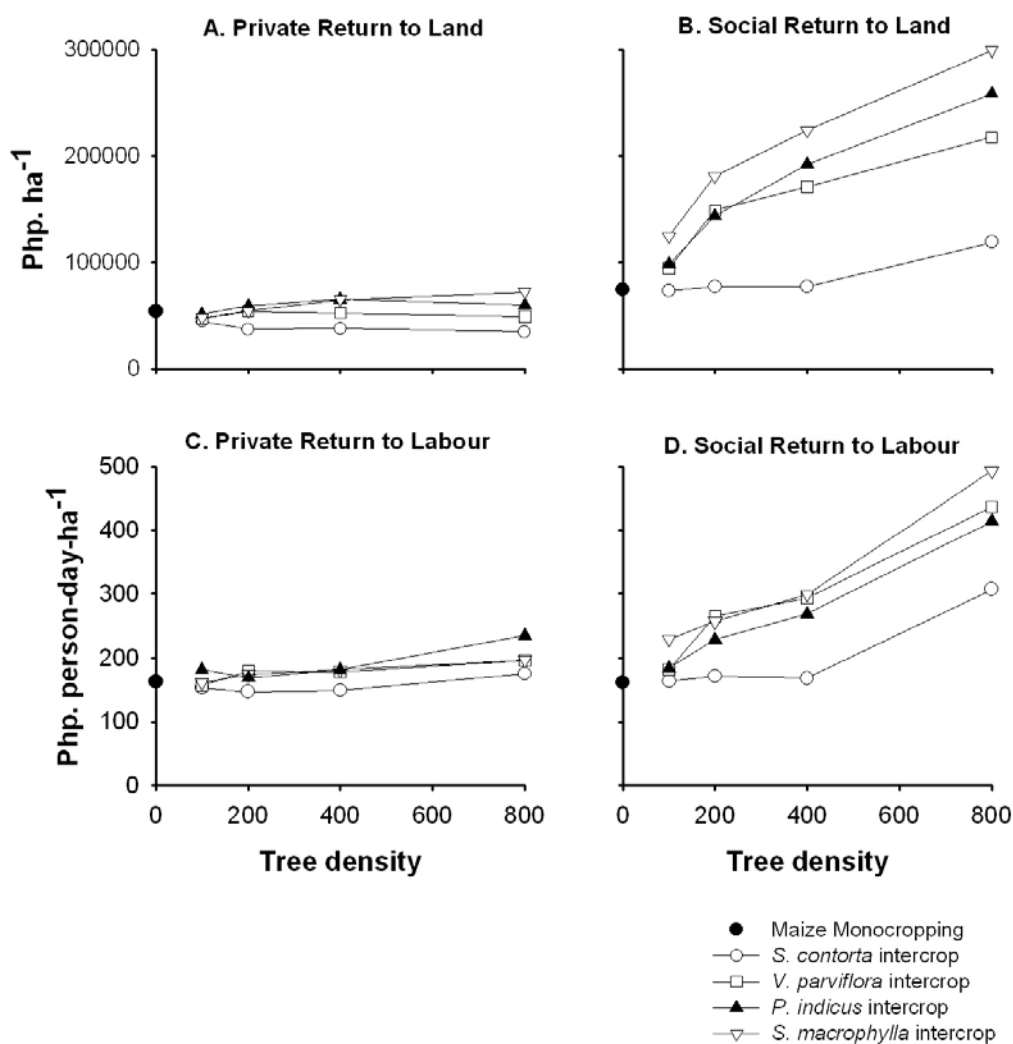 A. Private Return to Land
B. Social Return to Land
300000
200000
100000
0
Php. ha-1
C. Private Return to Labour
D. Social Return to Labour
500
400
300
200
100
0
Php. person-day-ha-1
0 200 400 600 800
0 200 400 600 800
Tree density
Tree density
Maize Monocropping
S. contorta intercrop
V. parviflora intercrop
P. indicus intercrop
S. macrophylla intercrop